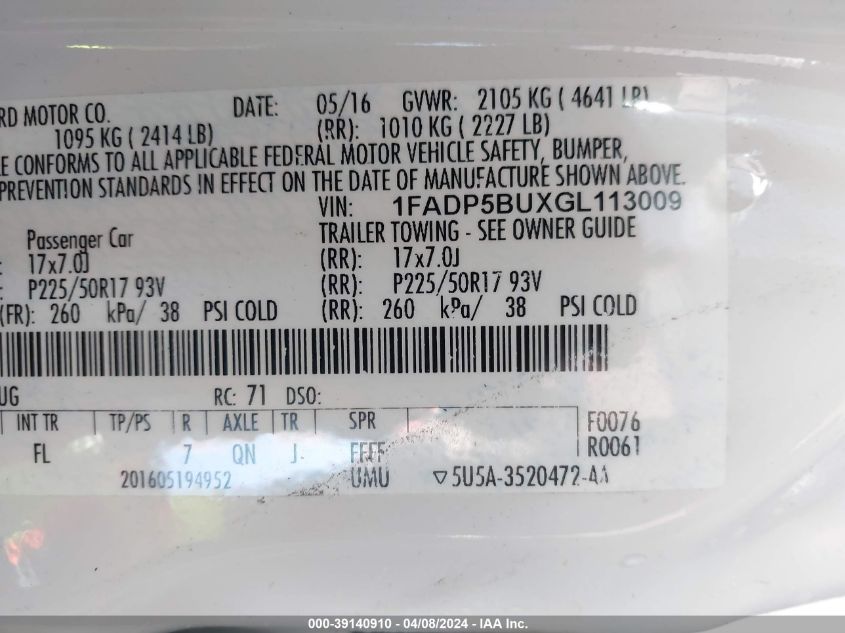 RD MOTOR CO. DATE: 05/16 GVWR: 2105 KG ( 4641 LB)
1095 KG ( 2414 LB) (RR): 1010 KG ( 2227 LB)
E CONFORMS TO ALL APPLICABLE FEDERAL MOTOR VEHICLE SAFETY, BUMPER,
PREVENTION STANDARDS IN EFFECT ON THE DATE OF MANUFACTURE SHOWN ABOVE.
VIN: 1FADP5BUXGL113009
Passenger Car TRAILER TOWING - SEE OWNER GUIDE
: 17x7.0J (RR): 17x7.0J
: P225/50R17 93V (RR): P225/50R17 93V
(FR): 260 kPa/ 38 PSI COLD (RR): 260 kPa/ 38 PSI COLD
UG RC: 71 DSO:
INT TR TP/PS R AXLE TR SPR F0076
FL 7 QN J FFFF R0061
201605194952 UMU ▽5U5A-3520472-AA
000-39140910 - 04/08/2024 - IAA Inc.